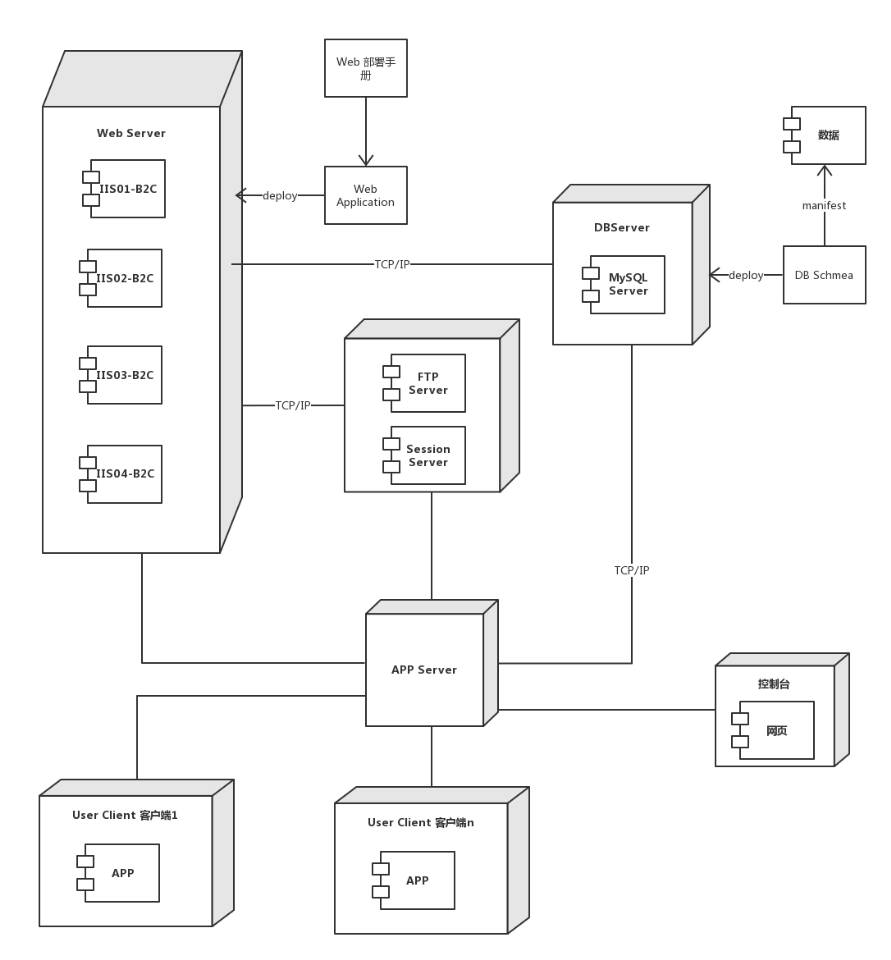 Web 部署手
册
Web Server
数据
IIS01-B2C
deploy
Web
Application
manifest
DBServer
TCP/IP
IIS02-B2C
MySQL
Server
deploy
DB Schmea
IIS03-B2C
FTP
Server
TCP/IP
Session
Server
IIS04-B2C
TCP/IP
APP Server
控制台
网页
User Client 客户端1
User Client 客户端n
APP
APP